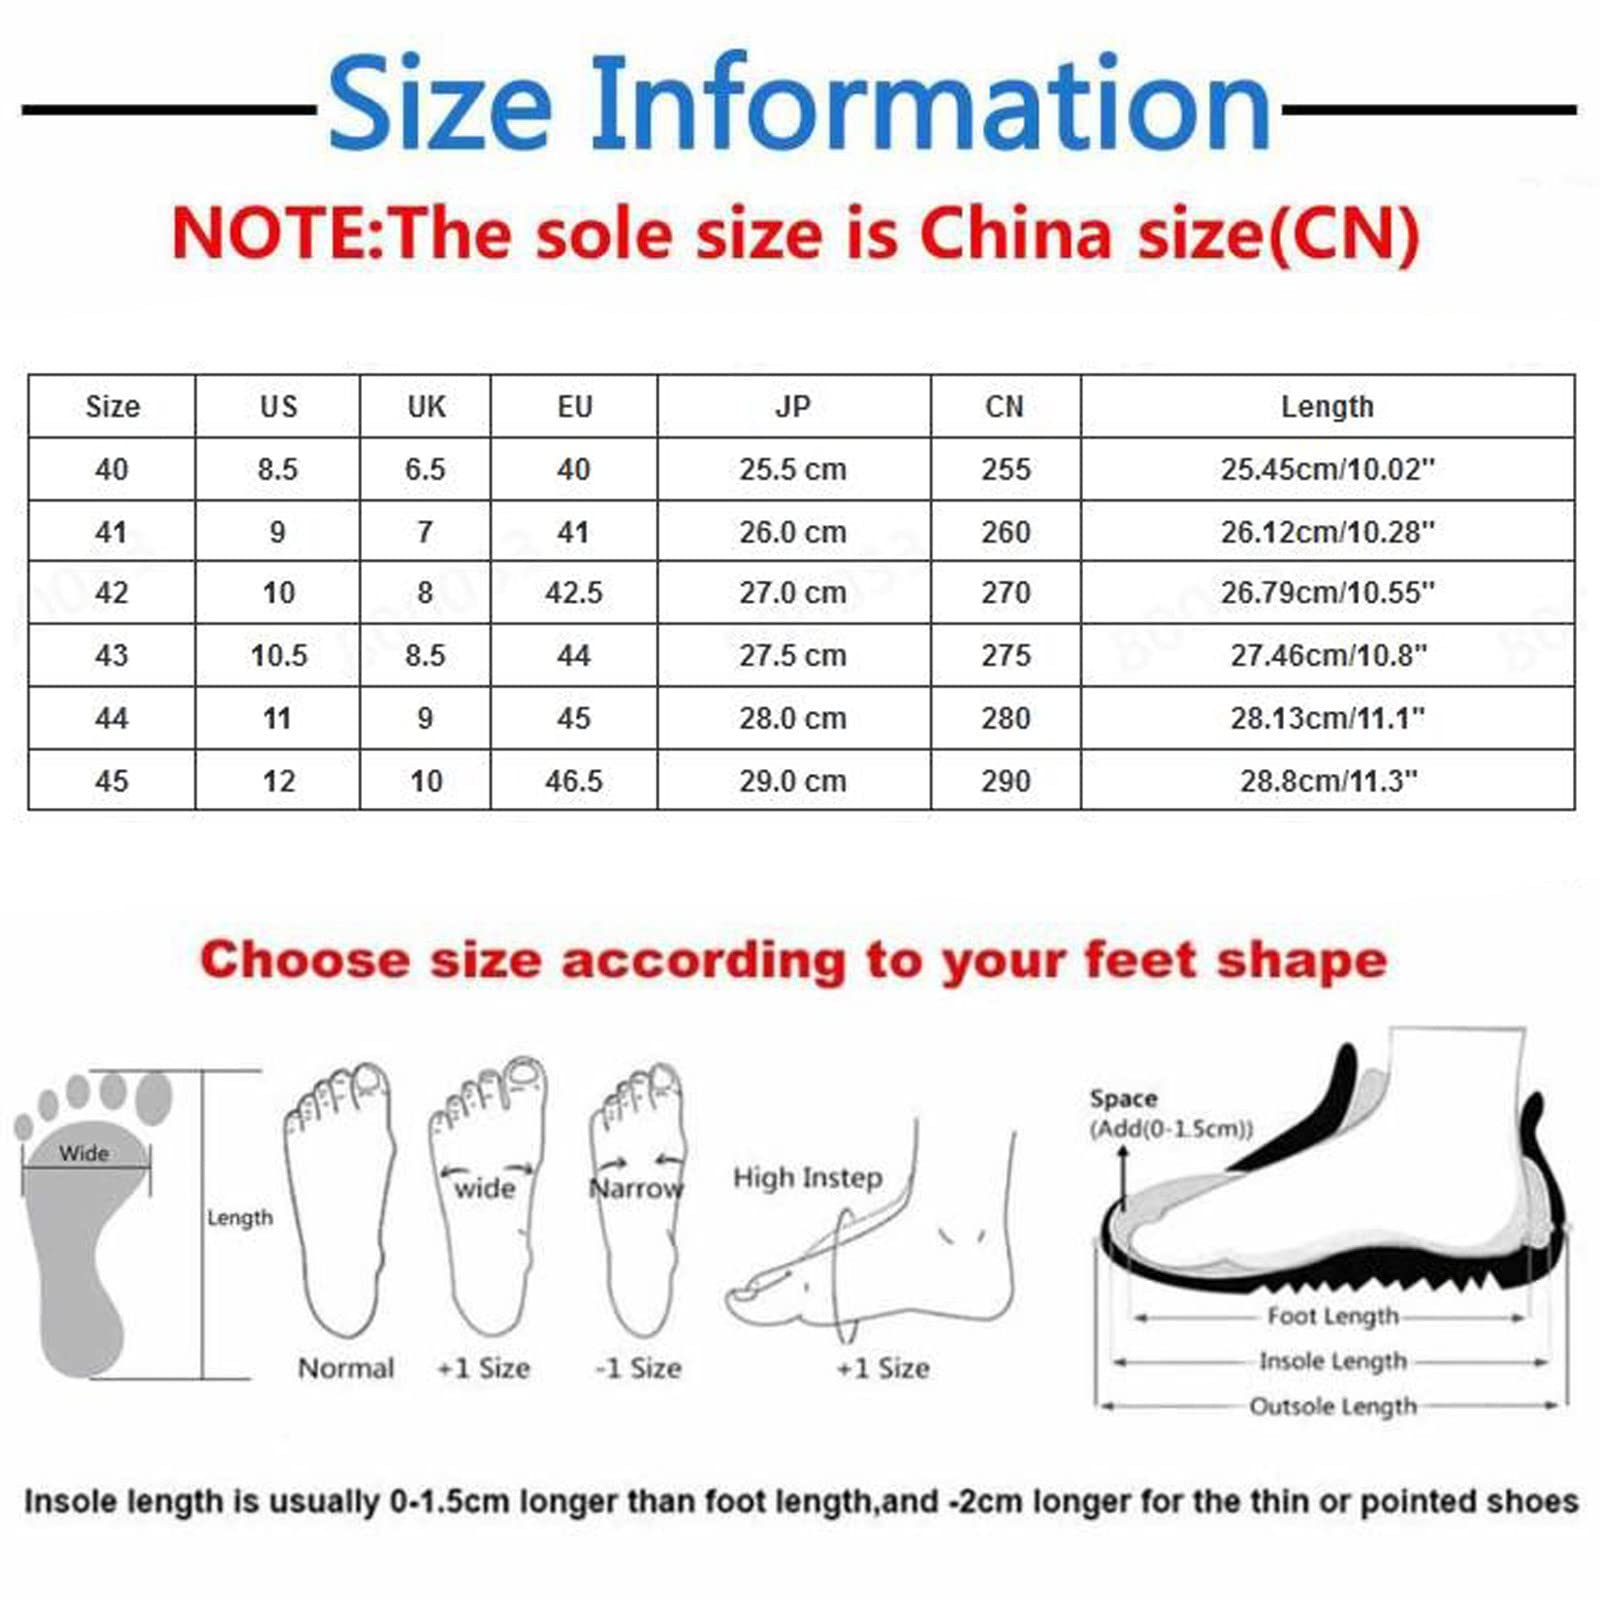 Size Information
NOTE:The sole size is China size(CN)
Size US UK EU JP CN Length
40 8.5 6.5 40 25.5 cm 255 25.45cm/10.02"
41 9 7 41 26.0 cm 260 26.12cm/10.28"
42 10 8 42.5 27.0 cm 270 26.79cm/10.55"
43 10.5 8.5 44 27.5 cm 275 27.46cm/10.8"
44 11 9 45 28.0 cm 280 28.13cm/11.1"
45 12 10 46.5 29.0 cm 290 28.8cm/11.3"
Choose size according to your feet shape
Wide
Length
Normal
wide
+1 Size
Narrow
-1 Size
High Instep
+1 Size
Space
(Add(0-1.5cm))
Foot Length
Insole Length
Outsole Length
Insole length is usually 0-1.5cm longer than foot length,and -2cm longer for the thin or pointed shoes